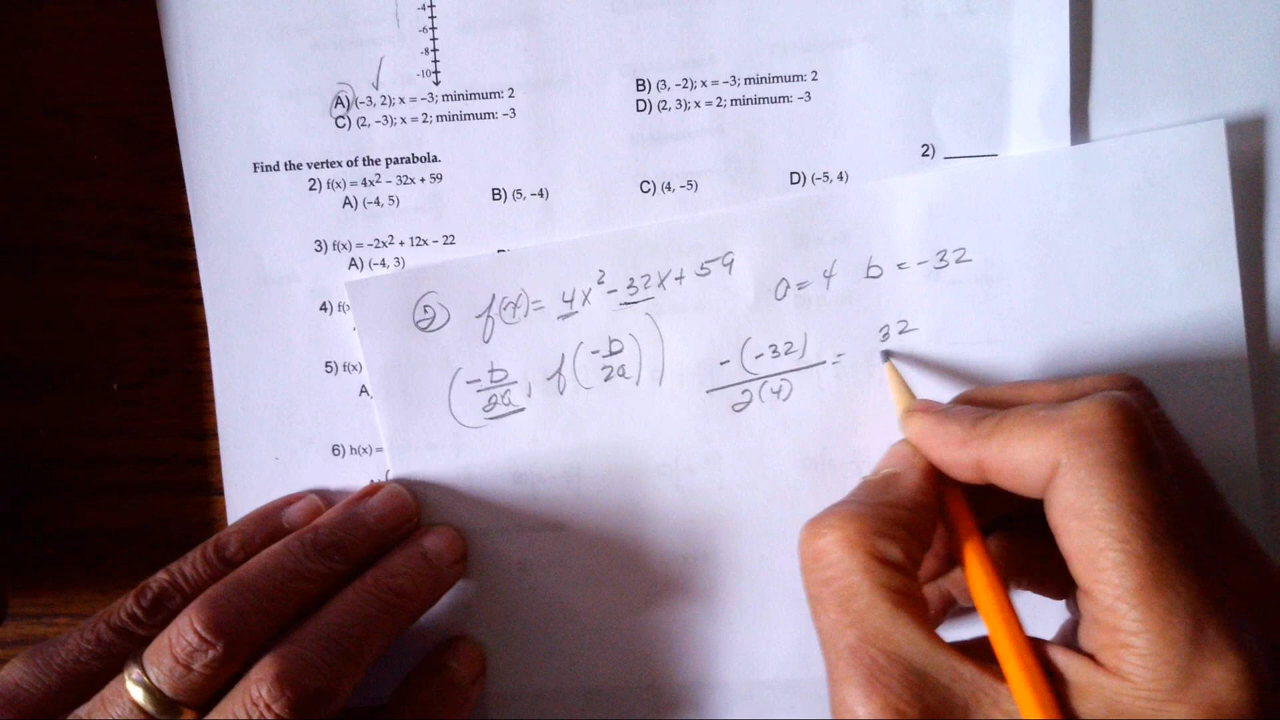 -4
-6
-8
-10
A) (-3, 2); x = -3; minimum: 2
B) (3, -2); x = -3; minimum: 2
C) (2, -3); x = 2; minimum: -3
D) (2, 3); x = 2; minimum: -3
Find the vertex of the parabola.
2) f(x) = 4x² - 32x + 59
2) ____
A) (-4, 5)
B) (5, -4)
C) (4, -5)
D) (-5, 4)
3) f(x) = -2x² + 12x - 22
A) (-4, 3)
4)
5) f(x)
A
6) h(x) =
② f(x) = 4x² - 32x + 59
a = 4 b = -32
(-b/2a, f(-b/2a))
-(-32)/2(4) = 32